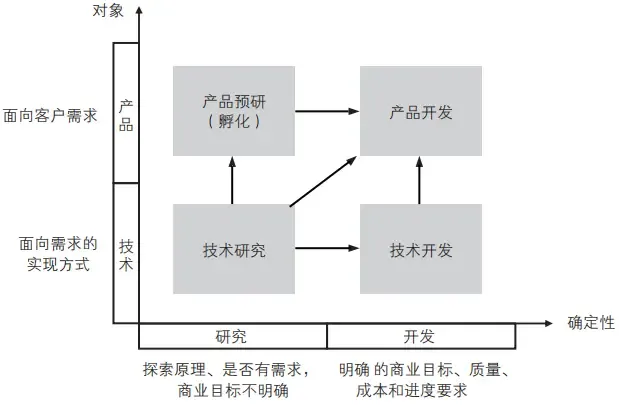 对象
面向客户需求
产品
产品预研
（孵化）
产品开发
面向需求的
实现方式
技术
技术研究
技术开发
确定性
研究
开发
探索原理、是否有需求，
商业目标不明确
明确的商业目标、质量、
成本和进度要求